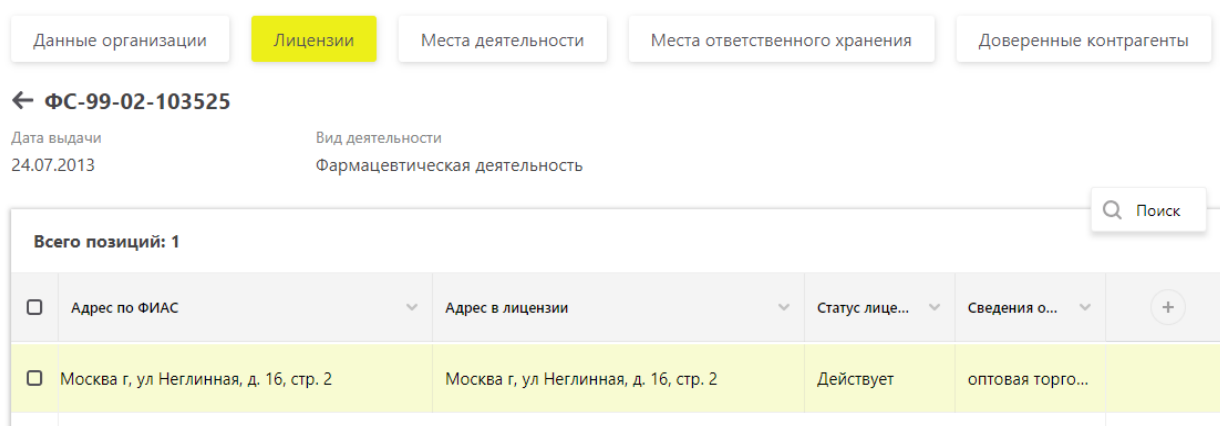 Данные организации Лицензии Места деятельности Места ответственного хранения Доверенные контрагенты
← ФС-99-02-103525
Дата выдачи Вид деятельности
24.07.2013 Фармацевтическая деятельность
Поиск
Всего позиций: 1
Адрес по ФИАС Адрес в лицензии Статус лице... Сведения о... +
Москва г, ул Неглинная, д. 16, стр. 2 Москва г, ул Неглинная, д. 16, стр. 2 Действует оптовая торго...